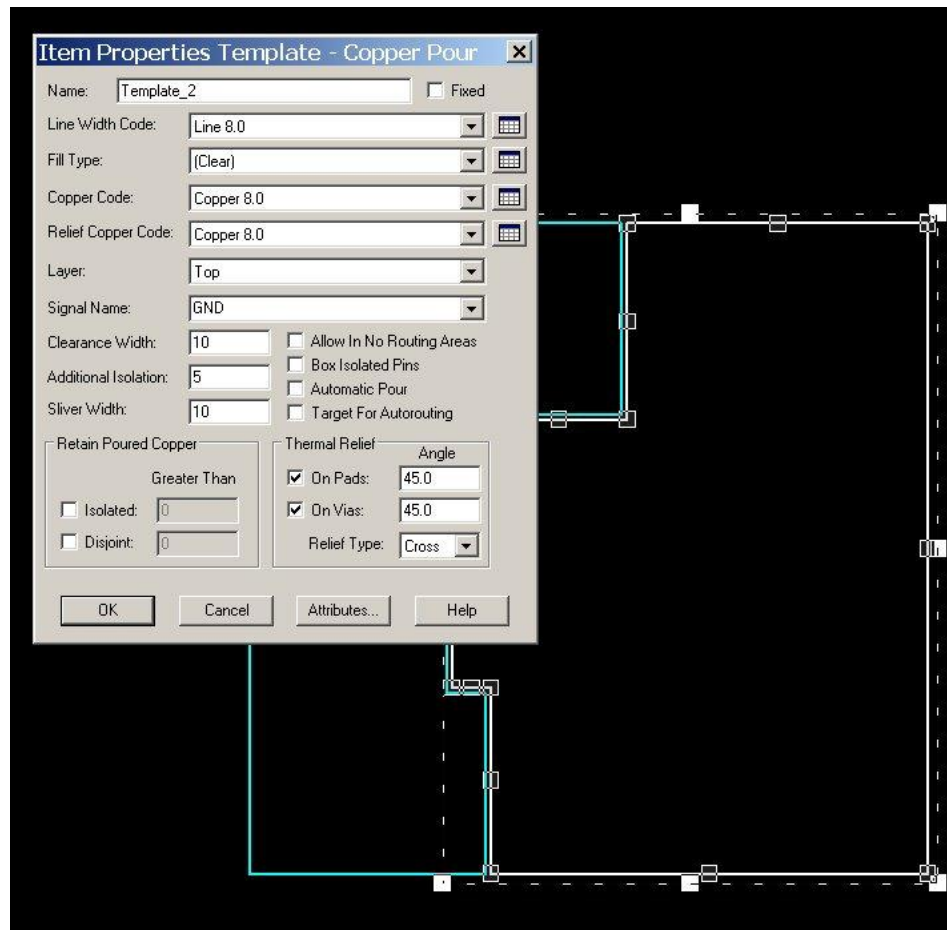 Item Properties Template - Copper Pour
Name: Template_2 Fixed
Line Width Code: Line 8.0
Fill Type: (Clear)
Copper Code: Copper 8.0
Relief Copper Code: Copper 8.0
Layer: Top
Signal Name: GND
Clearance Width: 10 Allow In No Routing Areas
Box Isolated Pins
Additional Isolation: 5
Automatic Pour
Sliver Width: 10 Target For Autorouting
Retain Poured Copper
Greater Than
Isolated: 0
Disjoint: 0
Thermal Relief
Angle
On Pads: 45.0
On Vias: 45.0
Relief Type: Cross
OK Cancel Attributes... Help